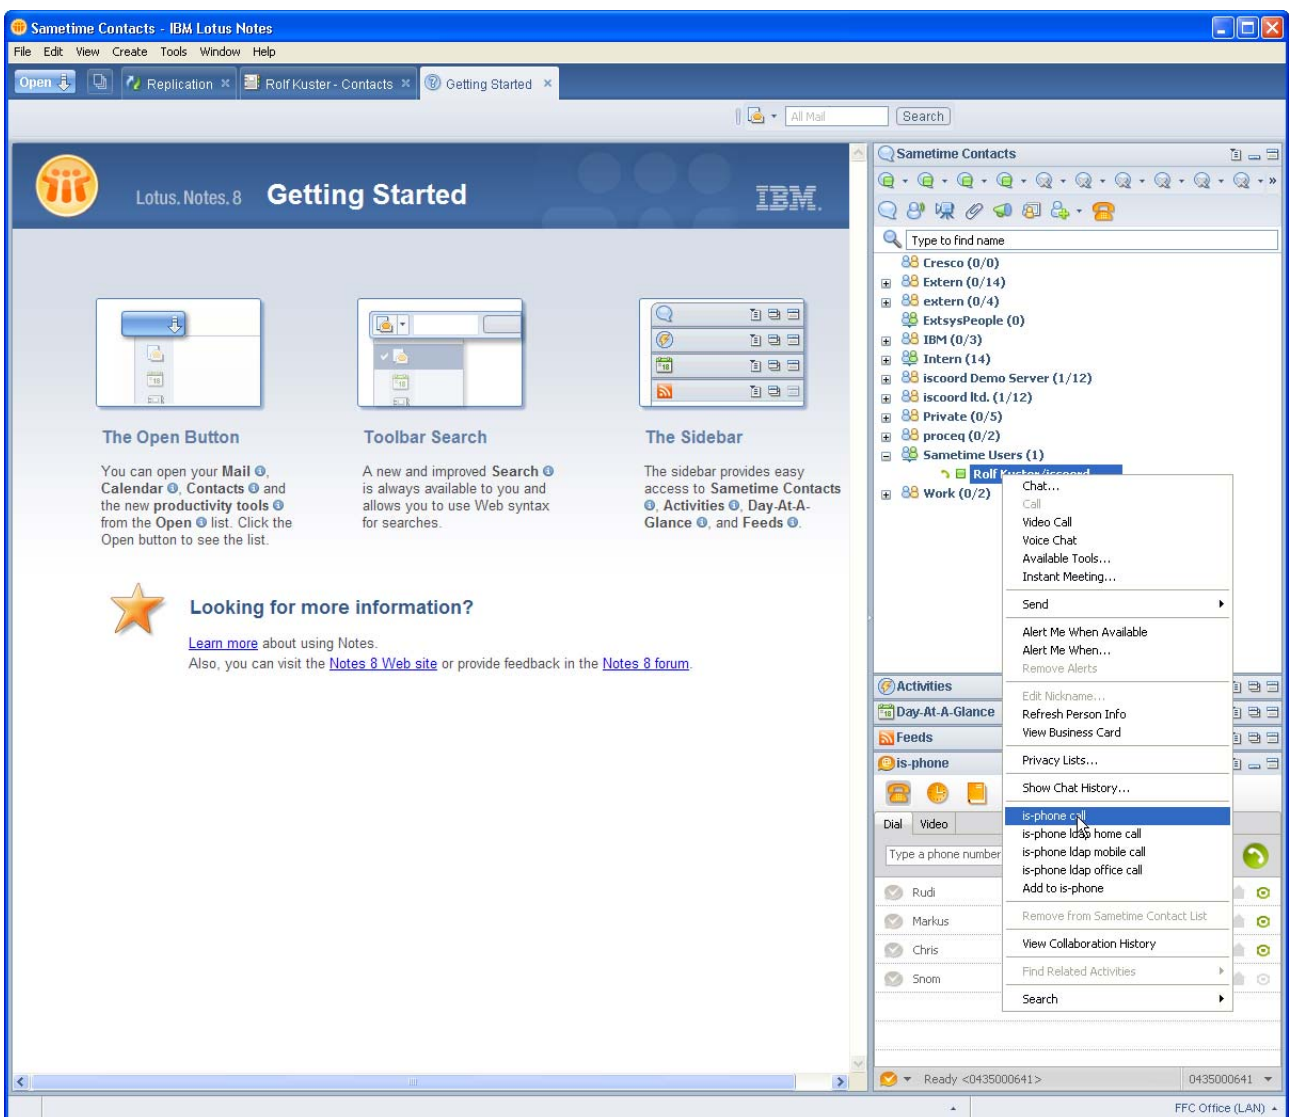 Sametime Contacts - IBM Lotus Notes
File Edit View Create Tools Window Help
Open Replication Rolf Kuster - Contacts Getting Started
All Mail Search
Lotus. Notes. 8 Getting Started IBM.
The Open Button
You can open your Mail, Calendar, Contacts and
the new productivity tools
from the Open list. Click the
Open button to see the list.
Toolbar Search
A new and improved Search
is always available to you and
allows you to use Web syntax
for searches.
The Sidebar
The sidebar provides easy
access to Sametime Contacts
, Activities, Day-At-A-
Glance, and Feeds.
Looking for more information?
Learn more about using Notes.
Also, you can visit the Notes 8 Web site or provide feedback in the Notes 8 forum.
Sametime Contacts
Type to find name
Cresco (0/0)
Extern (0/14)
extern (0/4)
ExtsysPeople (0)
IBM (0/3)
Intern (14)
iscoord Demo Server (1/12)
iscoord ltd. (1/12)
Private (0/5)
proceq (0/2)
Sametime Users (1)
Rolf Kuster/iscoord
Work (0/2)
Chat...
Call
Video Call
Voice Chat
Available Tools...
Instant Meeting...
Send
Alert Me When Available
Alert Me When...
Remove Alerts
Edit Nickname...
Refresh Person Info
View Business Card
Privacy Lists...
Show Chat History...
is-phone call
is-phone ldap home call
is-phone ldap mobile call
is-phone ldap office call
Add to is-phone
Remove from Sametime Contact List
View Collaboration History
Find Related Activities
Search
Activities
Day-At-A-Glance
Feeds
is-phone
Dial Video
Type a phone number
Rudi
Markus
Chris
Snom
Ready <0435000641> 0435000641
FFC Office (LAN)